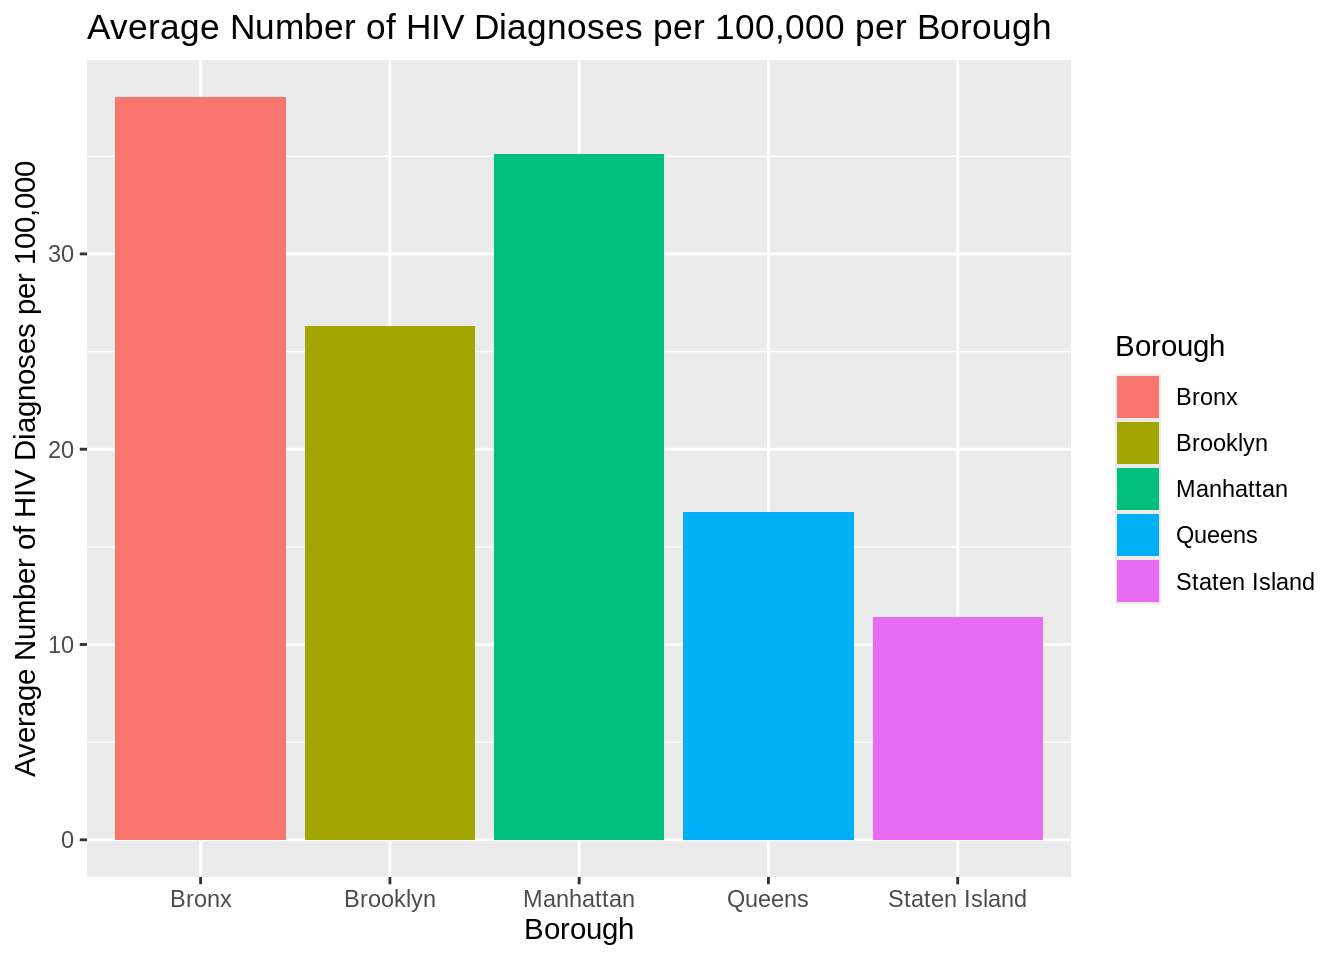 Average Number of HIV Diagnoses per 100,000 per Borough
Average Number of HIV Diagnoses per 100,000
30
20
10
0
Bronx
Brooklyn
Manhattan
Queens
Staten Island
Borough
Borough
Bronx
Brooklyn
Manhattan
Queens
Staten Island